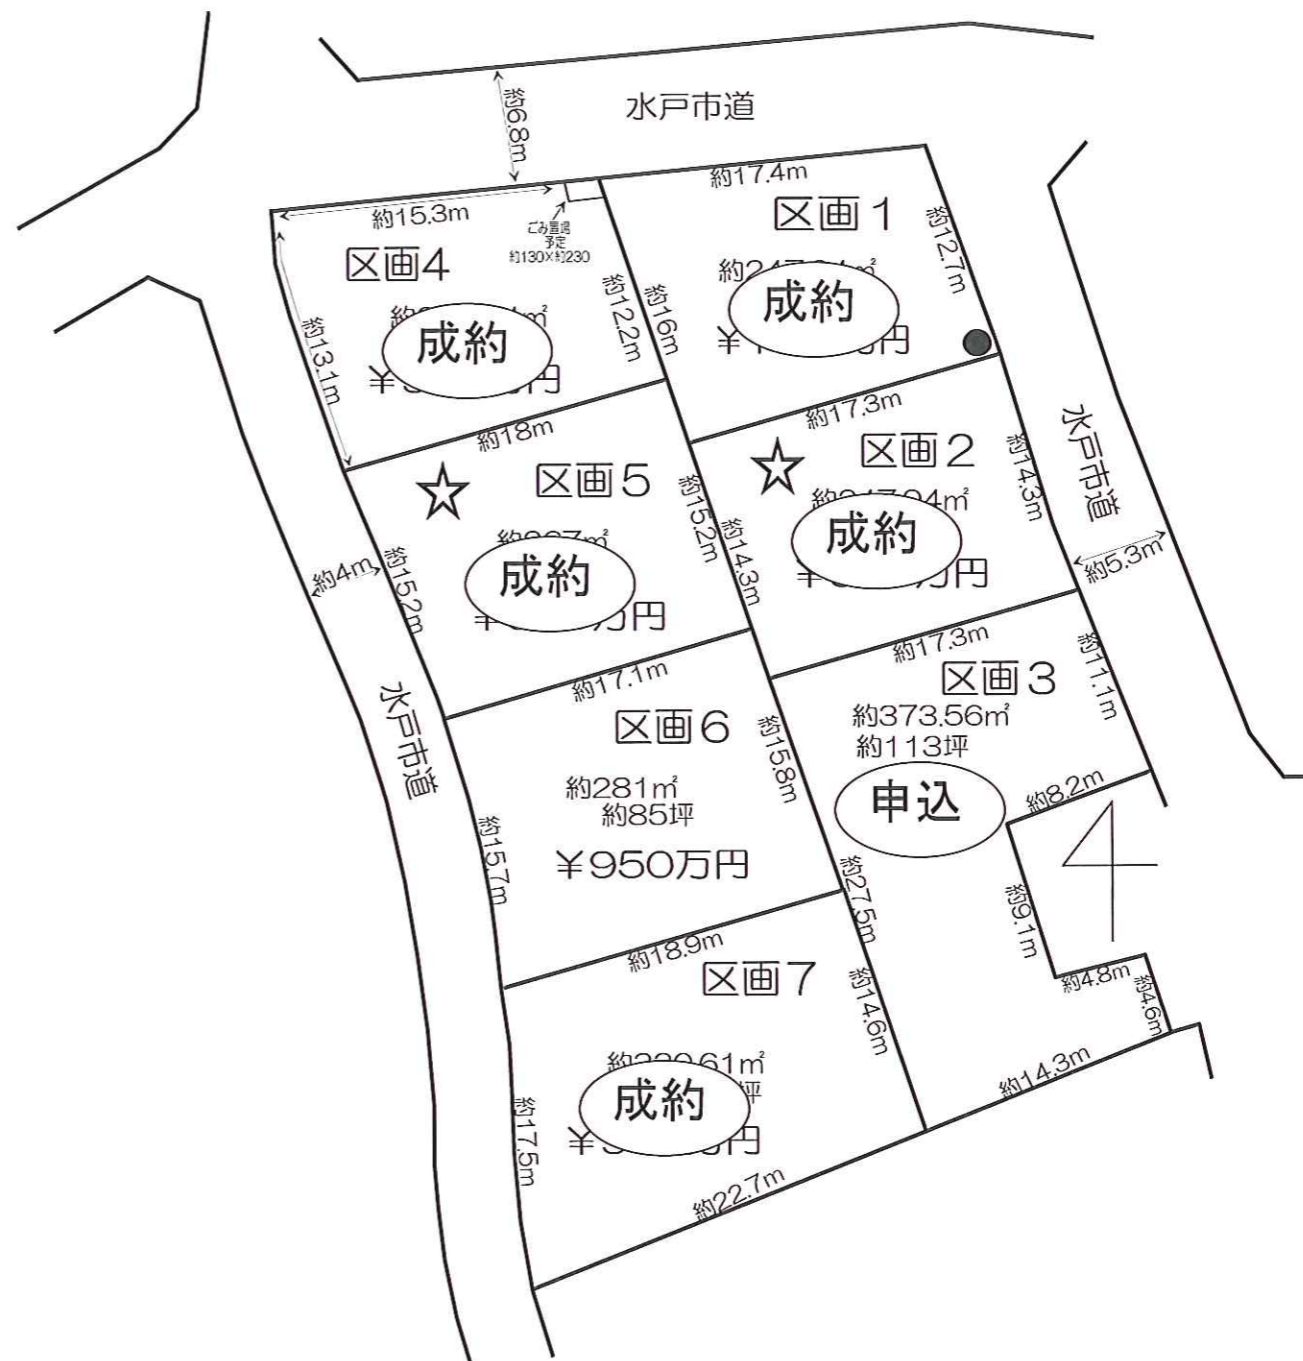 水戸市道
約6.8m
約17.4m
約15.3m
ごみ置場
予定
約130×約230
区画1
約12.7m
区画4
成約
約16m
約12.2m
成約
約13.1m
約17.3m
約18m
区画2
水戸市道
区画5
約14.3m
約15.2m
約14.3m
成約
成約
約4m
約15.2m
約5.3m
約17.3m
約11.1m
約17.1m
区画3
水戸市道
区画6
約373.56㎡
約113坪
約15.8m
約281㎡
約85坪
申込
約8.2m
¥950万円
約15.7m
約27.5m
約9.1m
約18.9m
区画7
約4.8m
約4.6m
約14.6m
成約
約14.3m
約17.5m
約22.7m